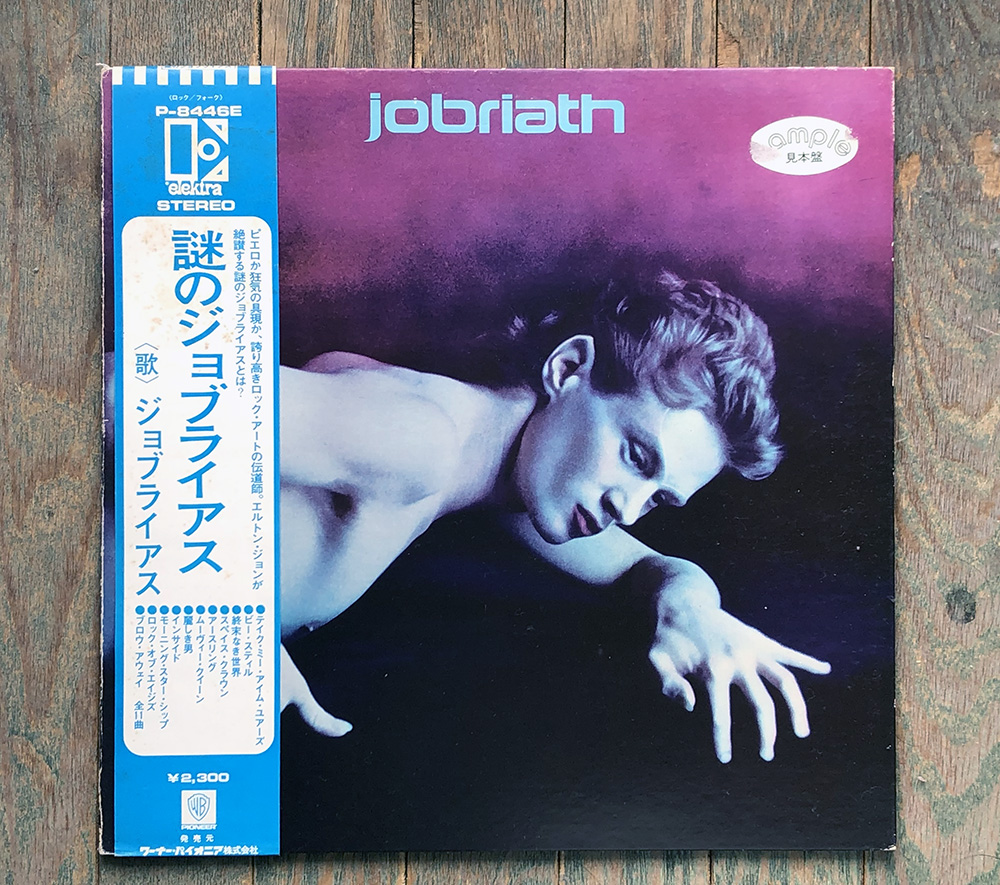 (ロック/フォーク)
P-8446E
elektra
STEREO
ピエロか狂気の具現か、誇り高きロック・アートの伝道師。エルトン・ジョンが
絶讃する謎のジョブライアスとは?
謎のジョブライアス
〈歌〉ジョブライアス
●テイク・ミー・アイム・ユアーズ
●ビー・スティル
●終末なき世界
●スペイス・クラウン
●アースリング
●ムーヴィー・クイーン
●麗しき男
●インサイド
●モーニング・スター・シップ
●ロック・オブ・エイジズ
●ブロウ・アウェイ 全11曲
¥2,300
WB
PIONEER
発売元
ワーナー・パイオニア株式会社
jobriath
ample
見本盤